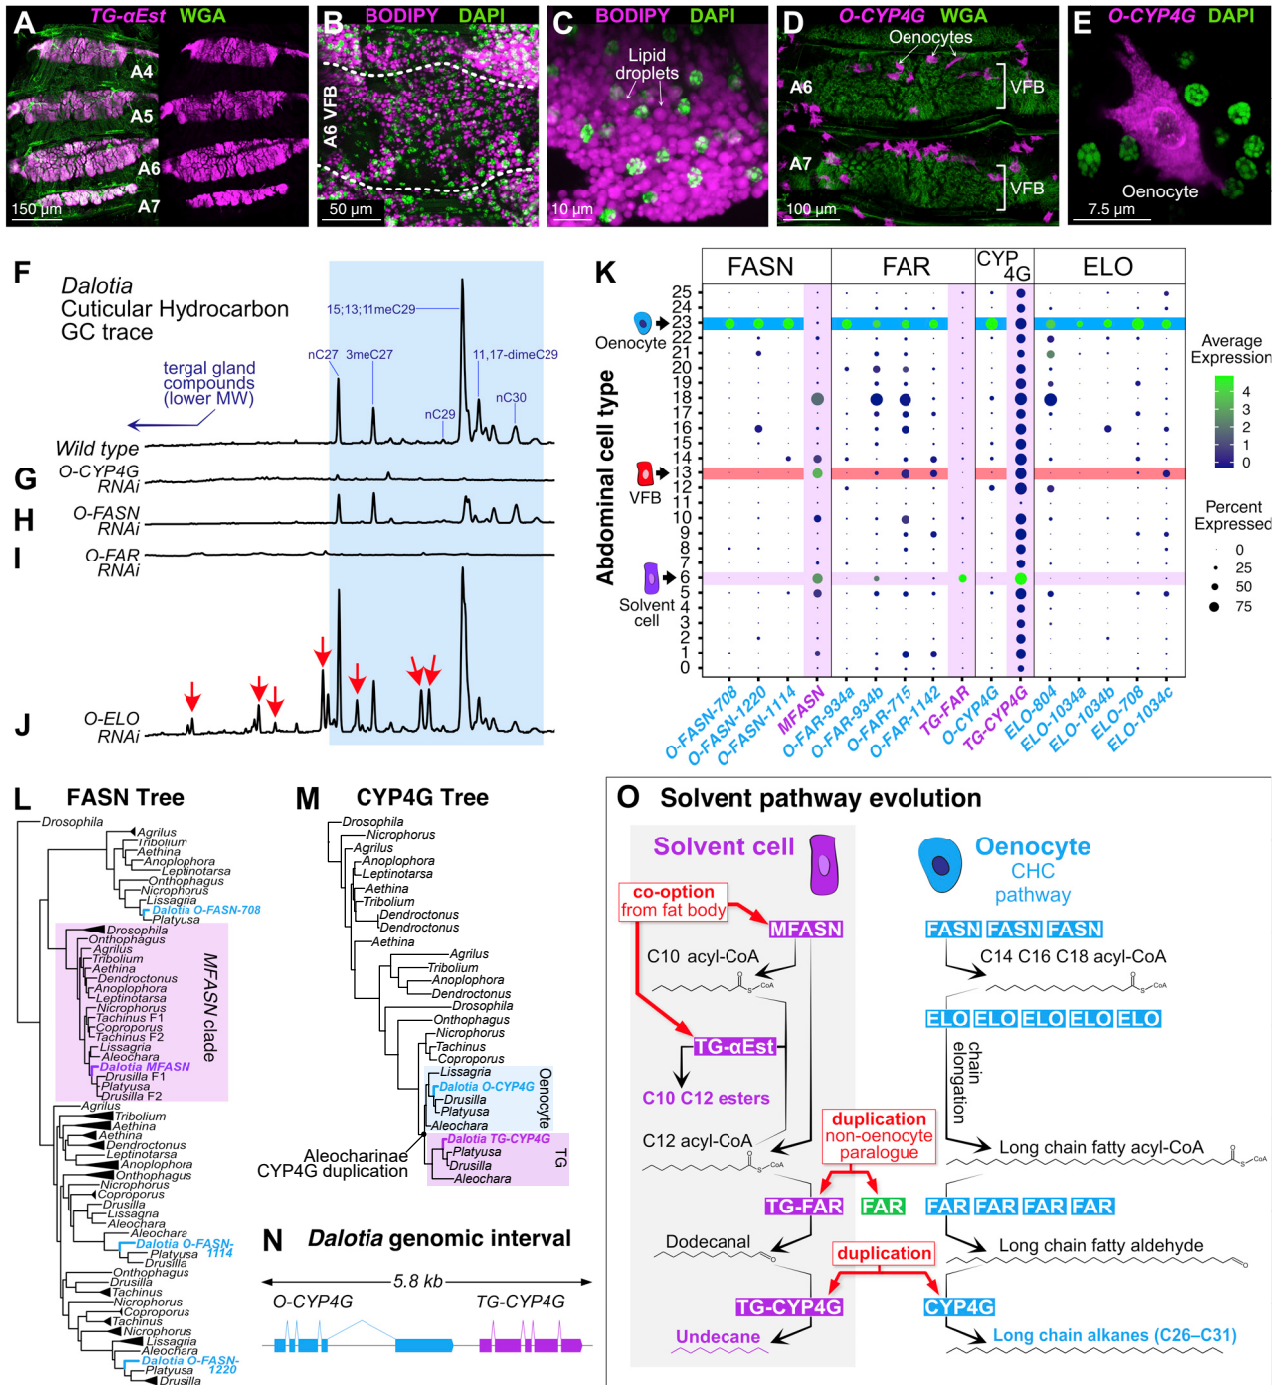 A
TG-αEst WGA
A4
A5
A6
A7
150 µm
B
BODIPY DAPI
A6 VFB
50 µm
C
BODIPY DAPI
Lipid
droplets
10 µm
D
O-CYP4G WGA
Oenocytes
A6
VFB
A7
VFB
100 µm
E
O-CYP4G DAPI
Oenocyte
7.5 µm
F
Dalotia
Cuticular Hydrocarbon
GC trace
15;13;11meC29
nC27
3meC27
11,17-dimeC29
nC29
nC30
tergal gland
compounds
(lower MW)
Wild type
G
O-CYP4G
RNAi
H
O-FASN
RNAi
I
O-FAR
RNAi
J
O-ELO
RNAi
K
FASN
FAR
CYP
4G
ELO
Abdominal cell type
25
24
23
22
21
20
19
18
17
16
15
14
13
12
11
10
9
8
7
6
5
4
3
2
1
0
Oenocyte
VFB
Solvent
cell
O-FASN-708
O-FASN-1220
O-FASN-1114
MFASN
O-FAR-934a
O-FAR-934b
O-FAR-715
O-FAR-1142
TG-FAR
O-CYP4G
TG-CYP4G
ELO-804
ELO-1034a
ELO-1034b
ELO-708
ELO-1034c
Average
Expression
4
3
2
1
0
Percent
Expressed
0
25
50
75
L
FASN Tree
Drosophila
Agrilus
Tribolium
Aethina
Anoplophora
Leptinotarsa
Onthophagus
Nicrophorus
Lissagria
Dalotia O-FASN-708
Platyusa
Drosophila
Onthophagus
Agrilus
Tribolium
Aethina
Dendroctonus
Anoplophora
Leptinotarsa
Nicrophorus
Tachinus F1
Coproporus
Tachinus F2
Lissagria
Aleochara
Dalotia MFASN
Drusilla F1
Platyusa
Drusilla F2
MFASN clade
Agrilus
Tribolium
Aethina
Aethina
Dendroctonus
Leptinotarsa
Anoplophora
Onthophagus
Nicrophorus
Coproporus
Drusilla
Lissagria
Aleochara
Aleochara
Dalotia O-FASN-
1114
Platyusa
Drusilla
Onthophagus
Drusilla
Tachinus
Nicrophorus
Coproporus
Tachinus
Nicrophorus
Lissagria
Aleochara
Dalotia O-FASN-
1220
Platyusa
Drusilla
M
CYP4G Tree
Drosophila
Nicrophorus
Agrilus
Anoplophora
Leptinotarsa
Aethina
Tribolium
Dendroctonus
Dendroctonus
Aethina
Agrilus
Tribolium
Anoplophora
Dendroctonus
Drosophila
Onthophagus
Nicrophorus
Tachinus
Coproporus
Lissagria
Dalotia O-CYP4G
Drusilla
Platyusa
Aleochara
Oenocyte
Dalotia TG-CYP4G
Platyusa
Drusilla
Aleochara
TG
Aleocharinae
CYP4G duplication
N
Dalotia genomic interval
5.8 kb
O-CYP4G
TG-CYP4G
O
Solvent pathway evolution
Solvent cell
Oenocyte
CHC
pathway
co-option
from fat body
MFASN
FASN FASN FASN
C10 acyl-CoA
C14 C16 C18 acyl-CoA
O
S CoA
O
S CoA
ELO ELO ELO ELO ELO
TG-αEst
chain
elongation
C10 C12 esters
duplication
non-oenocyte
paralogue
C12 acyl-CoA
O
S CoA
Long chain fatty acyl-CoA
O
S CoA
TG-FAR
FAR
FAR FAR FAR FAR
Dodecanal
O
Long chain fatty aldehyde
O
duplication
TG-CYP4G
CYP4G
Undecane
Long chain alkanes (C26–C31)